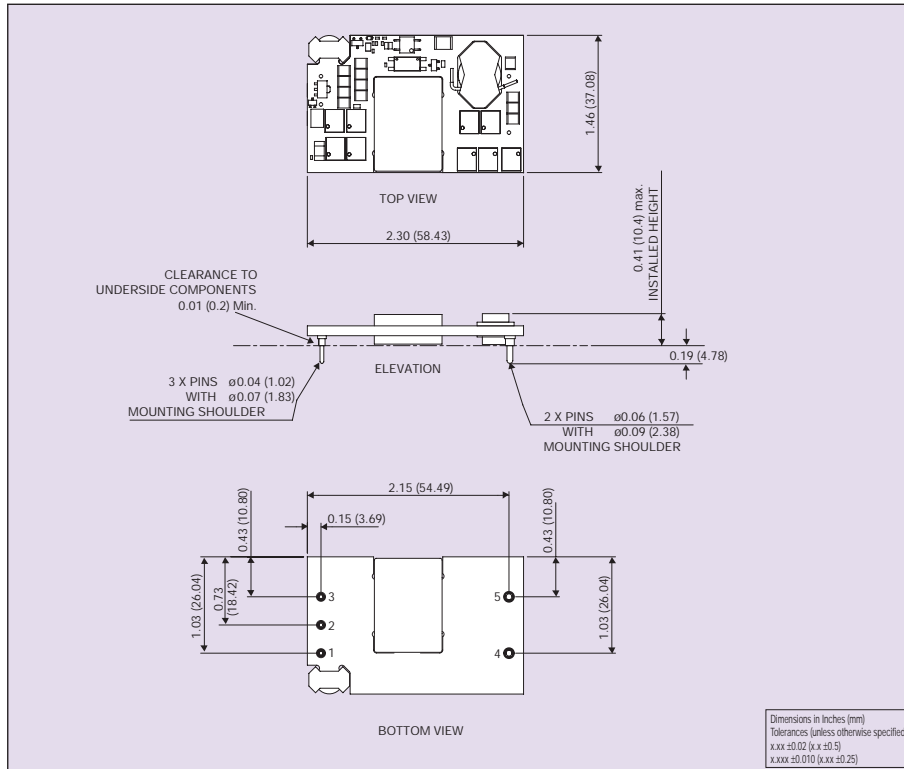 1.46 (37.08)
TOP VIEW
2.30 (58.43)
0.41 (10.4) max.
INSTALLED HEIGHT
CLEARANCE TO
UNDERSIDE COMPONENTS
0.01 (0.2) Min.
0.19 (4.78)
ELEVATION
3 X PINS ø0.04 (1.02)
WITH ø0.07 (1.83)
MOUNTING SHOULDER
2 X PINS ø0.06 (1.57)
WITH ø0.09 (2.38)
MOUNTING SHOULDER
2.15 (54.49)
0.43 (10.80)
0.15 (3.69)
0.43 (10.80)
1.03 (26.04)
0.73
(18.42)
1.03 (26.04)
3
5
2
1
4
BOTTOM VIEW
Dimensions in Inches (mm)
Tolerances (unless otherwise specified
x.xx ±0.02 (x.x ±0.5)
x.xxx ±0.010 (x.xx ±0.25)